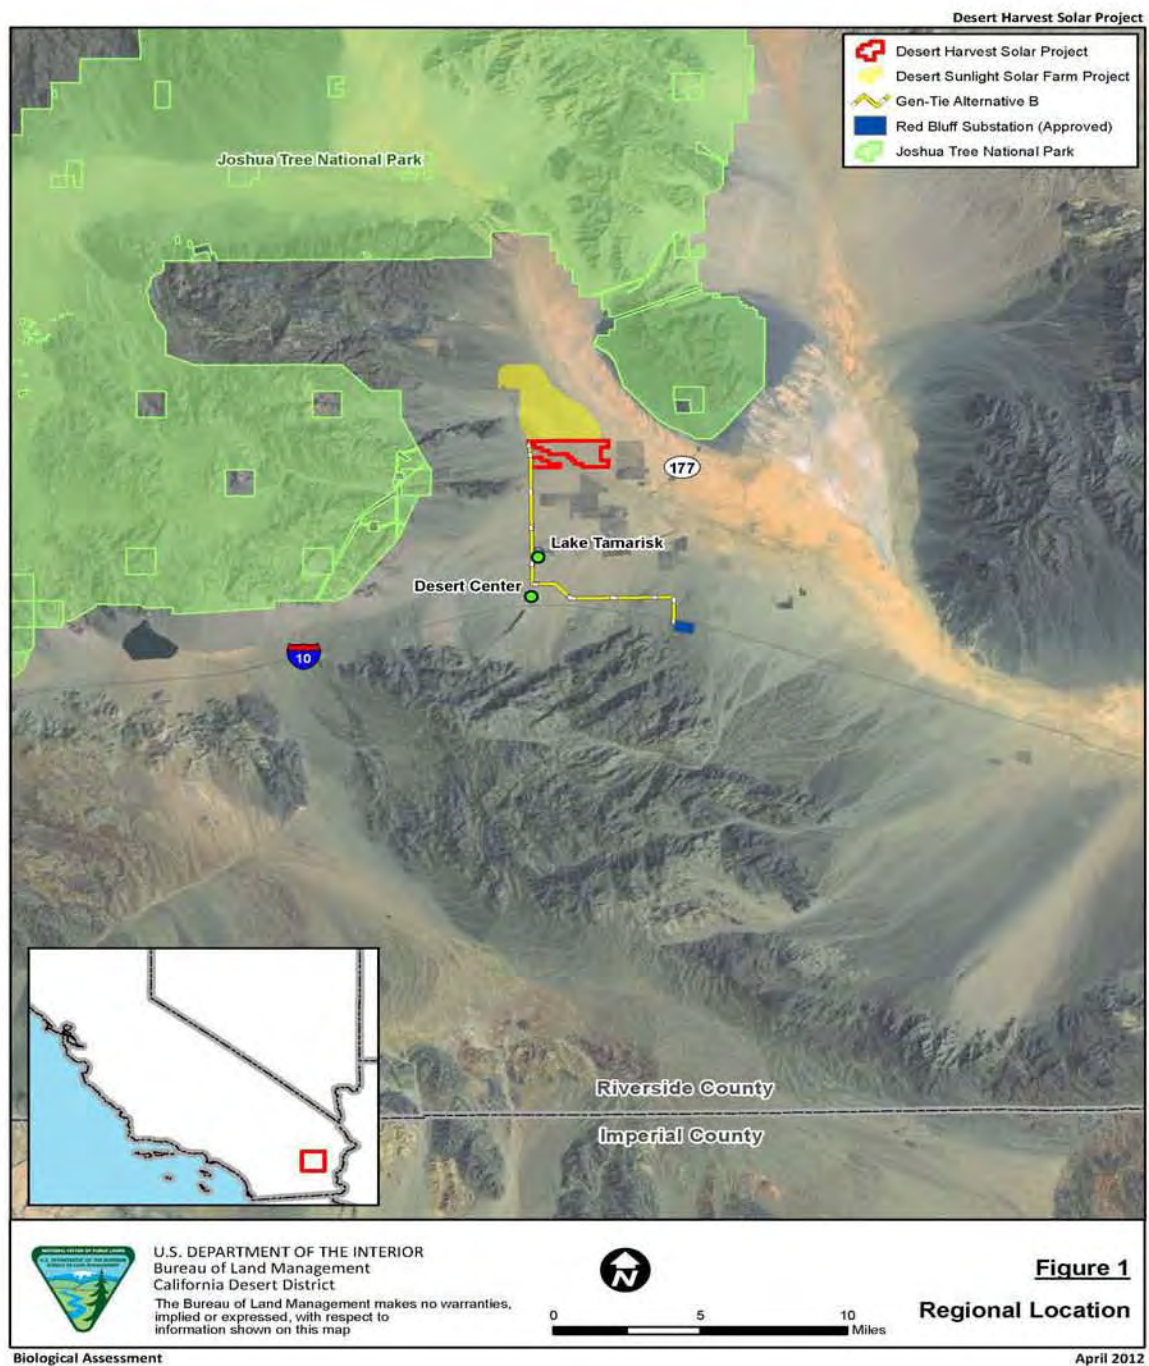 Desert Harvest Solar Project
Desert Harvest Solar Project
Desert Sunlight Solar Farm Project
Gen-Tie Alternative B
Red Bluff Substation (Approved)
Joshua Tree National Park
Joshua Tree National Park
177
Lake Tamarisk
Desert Center
10
Riverside County
Imperial County
U.S. DEPARTMENT OF THE INTERIOR
Bureau of Land Management
California Desert District
The Bureau of Land Management makes no warranties,
implied or expressed, with respect to
information shown on this map
N
0 5 10
Miles
Figure 1
Regional Location
Biological Assessment
April 2012